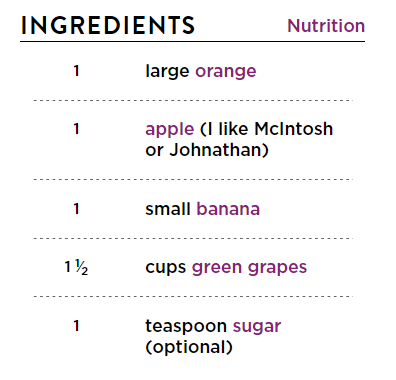 INGREDIENTS Nutrition
1 large orange
1 apple (I like McIntosh
or Johnathan)
1 small banana
1 ½ cups green grapes
1 teaspoon sugar
(optional)